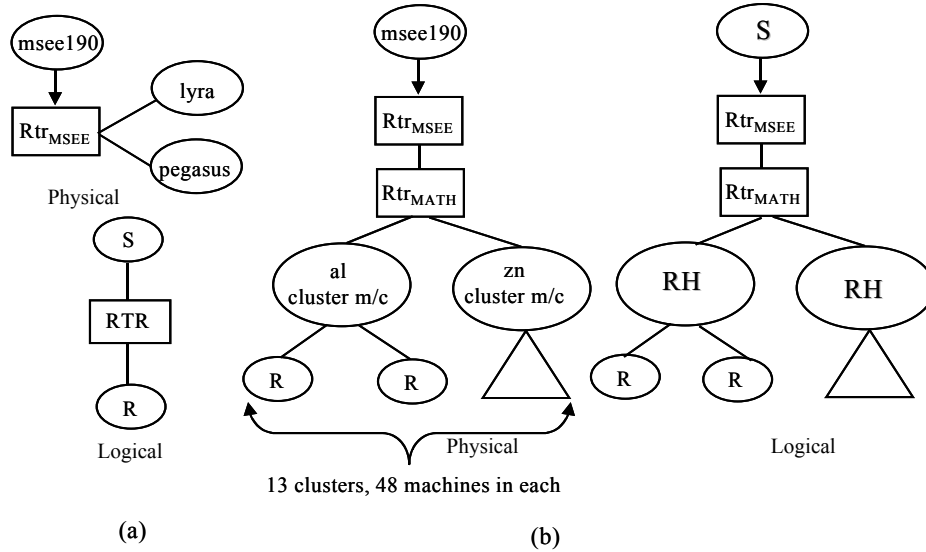 msee190
lyra
Rtr MSEE
pegasus
Physical
S
RTR
R
Logical
(a)
msee190
Rtr MSEE
Rtr MATH
al
cluster m/c
zn
cluster m/c
R
R
Physical
13 clusters, 48 machines in each
(b)
S
Rtr MSEE
Rtr MATH
RH
RH
R
R
Logical